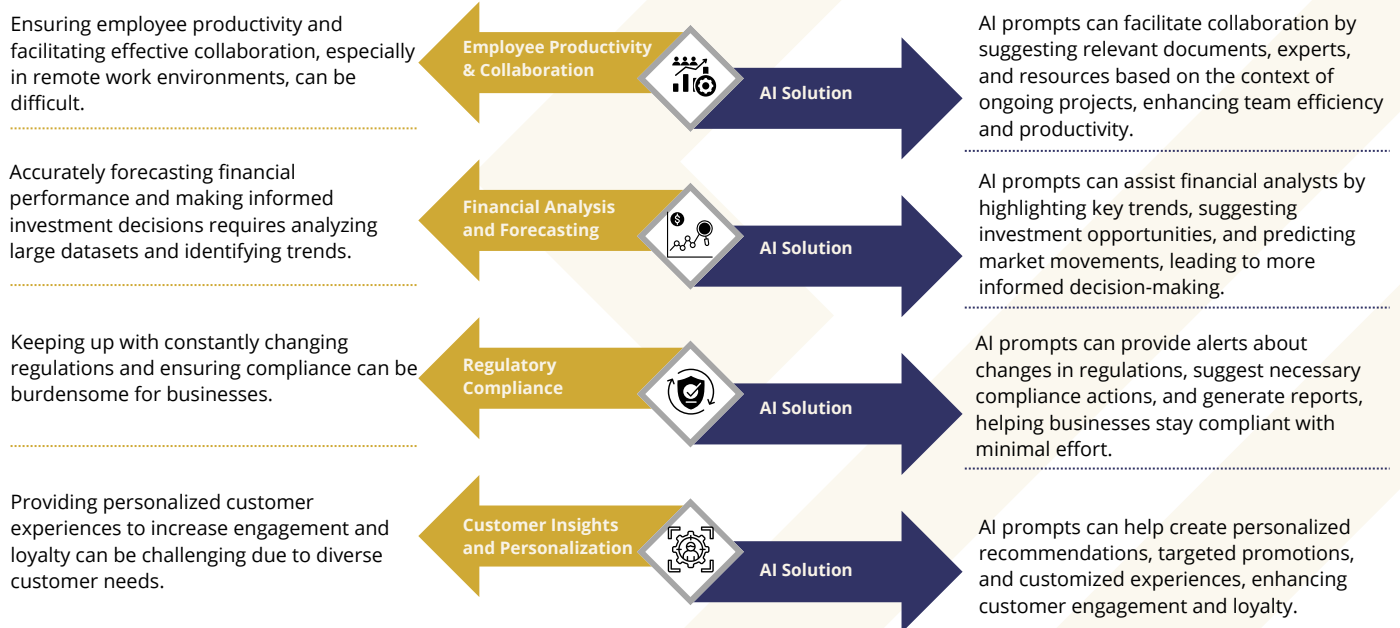 Ensuring employee productivity and
facilitating effective collaboration, especially
in remote work environments, can be
difficult.
Employee Productivity
& Collaboration
AI Solution
AI prompts can facilitate collaboration by
suggesting relevant documents, experts,
and resources based on the context of
ongoing projects, enhancing team efficiency
and productivity.
Accurately forecasting financial
performance and making informed
investment decisions requires analyzing
large datasets and identifying trends.
Financial Analysis
and Forecasting
$
AI Solution
AI prompts can assist financial analysts by
highlighting key trends, suggesting
investment opportunities, and predicting
market movements, leading to more
informed decision-making.
Keeping up with constantly changing
regulations and ensuring compliance can be
burdensome for businesses.
Regulatory
Compliance
AI Solution
AI prompts can provide alerts about
changes in regulations, suggest necessary
compliance actions, and generate reports,
helping businesses stay compliant with
minimal effort.
Providing personalized customer
experiences to increase engagement and
loyalty can be challenging due to diverse
customer needs.
Customer Insights
and Personalization
AI Solution
AI prompts can help create personalized
recommendations, targeted promotions,
and customized experiences, enhancing
customer engagement and loyalty.